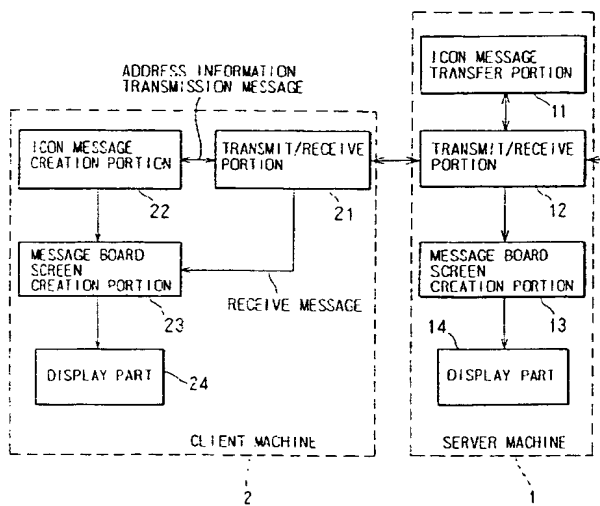 ADDRESS INFORMATION
TRANSMISSION MESSAGE
ICON MESSAGE
TRANSFER PORTION
11
ICON MESSAGE
CREATION PORTION
22
TRANSMIT/RECEIVE
PORTION
21
TRANSMIT/RECEIVE
PORTION
12
MESSAGE BOARD
SCREEN
CREATION PORTION
23
RECEIVE MESSAGE
MESSAGE BOARD
SCREEN
CREATION PORTION
13
14
DISPLAY PART
24
DISPLAY PART
CLIENT MACHINE
SERVER MACHINE
2
1